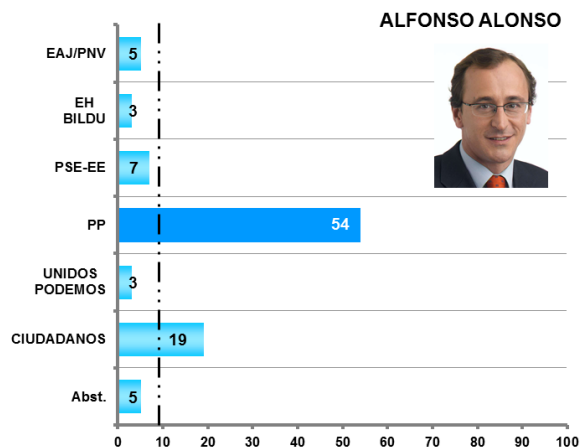 ALFONSO ALONSO
EAJ/PNV
5
EH
BILDU
3
PSE-EE
7
PP
54
UNIDOS
PODEMOS
3
CIUDADANOS
19
Abst.
5
0 10 20 30 40 50 60 70 80 90 100